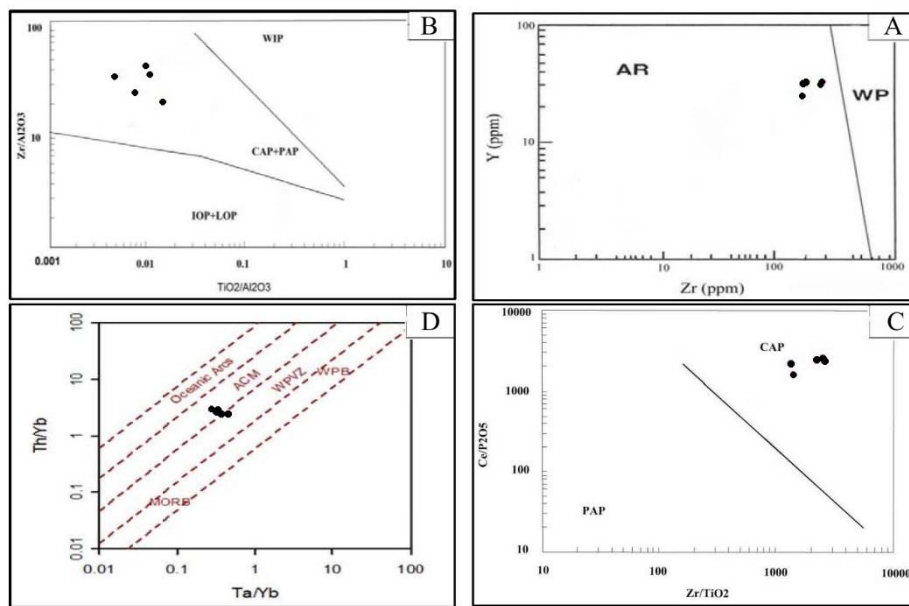 B
100
10
Zr/Al2O3
WIP
CAP+PAP
IOP+LOP
0.001
0.01
0.1
1
10
TiO2/Al2O3
A
100
10
1
Y (ppm)
AR
WP
1
10
100
1000
Zr (ppm)
D
100
10
1
0.1
0.01
Th/Yb
Oceanic Arcs
ACM
WPVZ
WPB
MORB
0.01
0.1
1
10
100
Ta/Yb
C
10000
1000
100
10
Ce/P2O5
CAP
PAP
10
100
1000
10000
Zr/TiO2